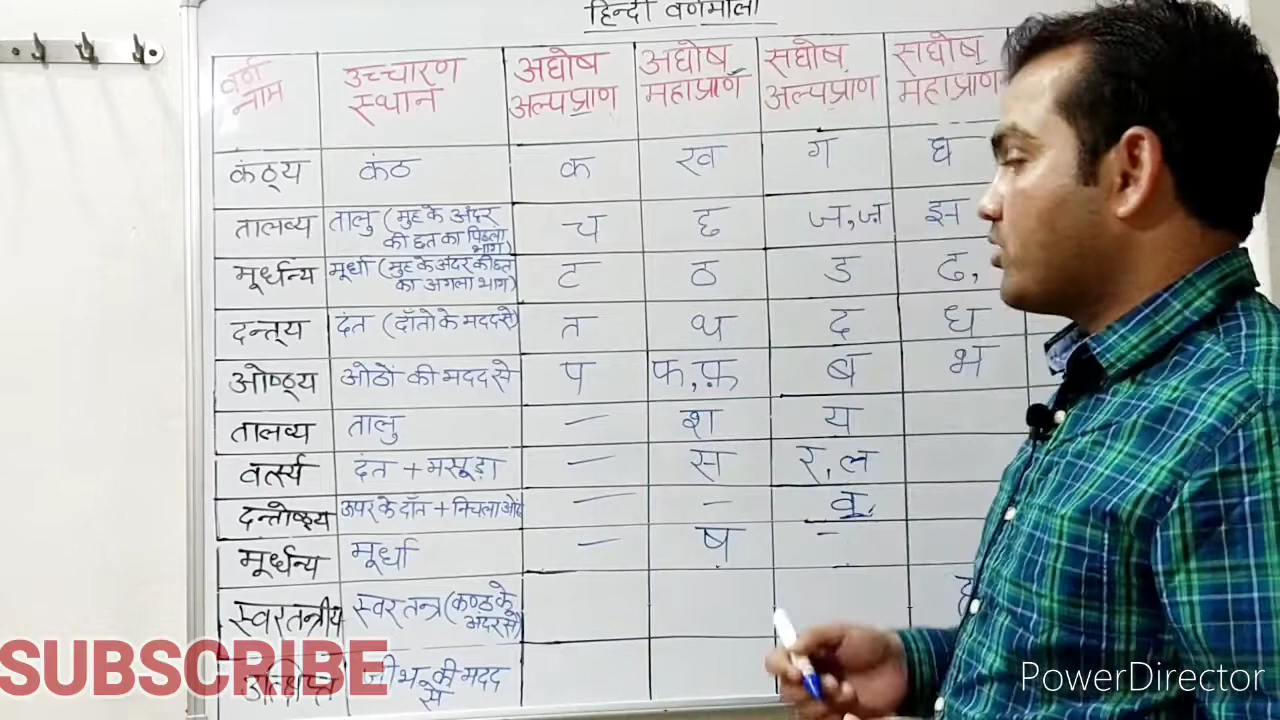 हिन्दी वर्णमाला
वर्ण नाम उच्चारण स्थान अघोष अल्पप्राण अघोष महाप्राण सघोष अल्पप्राण सघोष महाप्राण
कंठ्य कंठ क ख ग घ
तालव्य तालु (मुह के अंदर की छत का पिछला भाग) च छ ज,ज़ झ
मूर्धन्य मूर्धा (मुह के अंदर की छत का अगला भाग) ट ठ ड ढ,
दन्त्य दंत (दाँतो के मदद से) त थ द ध
ओष्ठ्य ओठों की मदद से प फ,फ़ ब भ
तालव्य तालु — श य
वर्त्स्य दंत + मसूड़ा — स र,ल
दन्तोष्ठ्य ऊपर के दाँत + निचला ओठ — – व,
मूर्धन्य मूर्धा — ष –
स्वरतन्त्रीय स्वरतन्त्र (कण्ठ के अंदर से)
जीभ की मदद से
SUBSCRIBE
PowerDirector